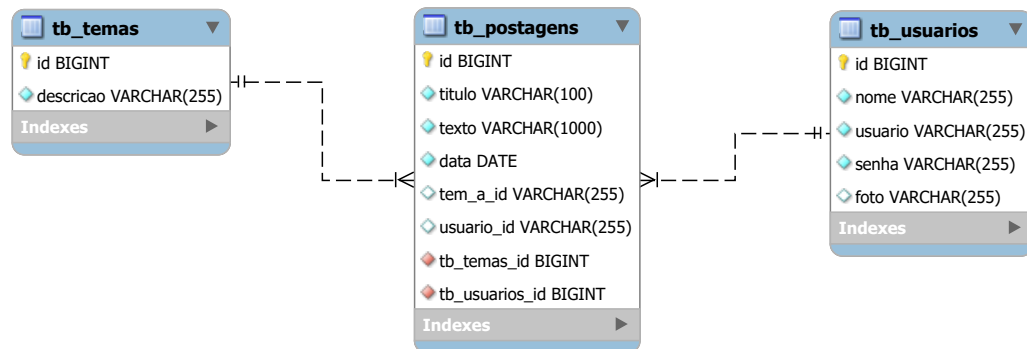 tb_temas
id BIGINT
descricao VARCHAR(255)
Indexes
tb_postagens
id BIGINT
titulo VARCHAR(100)
texto VARCHAR(1000)
data DATE
tem_a_id VARCHAR(255)
usuario_id VARCHAR(255)
tb_temas_id BIGINT
tb_usuarios_id BIGINT
Indexes
tb_usuarios
id BIGINT
nome VARCHAR(255)
usuario VARCHAR(255)
senha VARCHAR(255)
foto VARCHAR(255)
Indexes